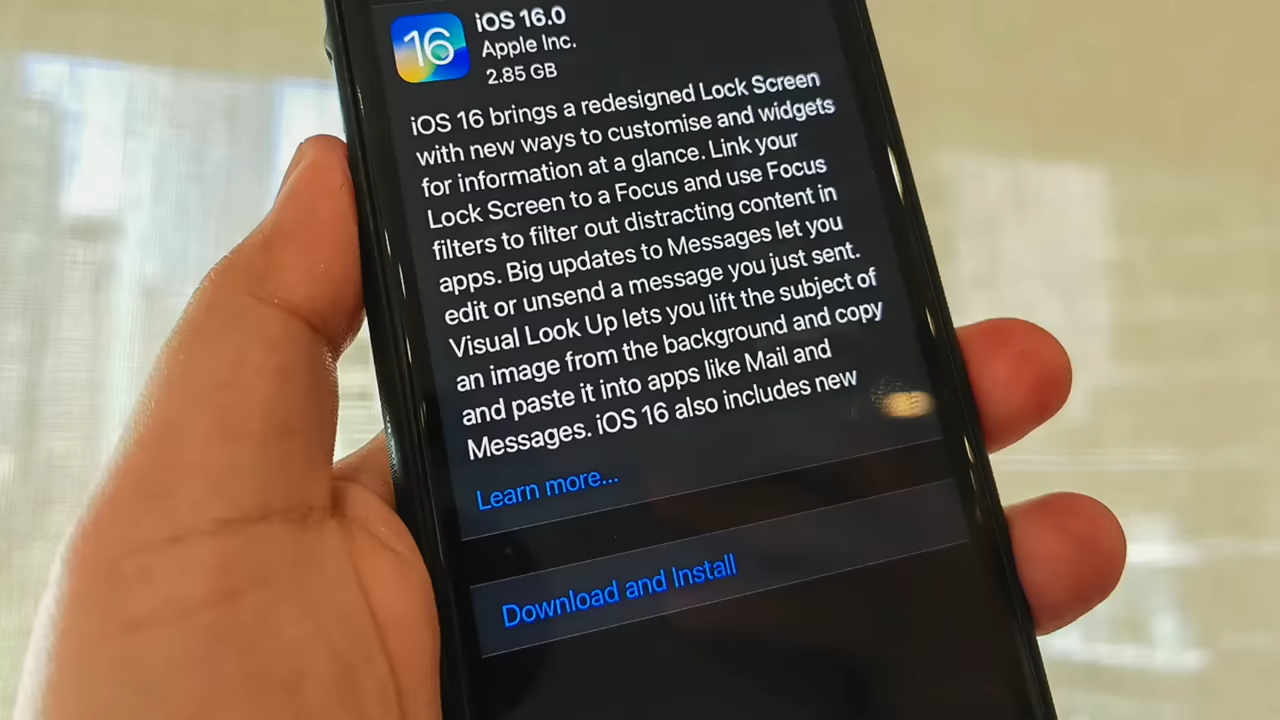 16
iOS 16.0
Apple Inc.
2.85 GB
iOS 16 brings a redesigned Lock Screen
with new ways to customise and widgets
for information at a glance. Link your
Lock Screen to a Focus and use Focus
filters to filter out distracting content in
apps. Big updates to Messages let you
edit or unsend a message you just sent.
Visual Look Up lets you lift the subject of
an image from the background and copy
and paste it into apps like Mail and
Messages. iOS 16 also includes new
Learn more...
Download and Install